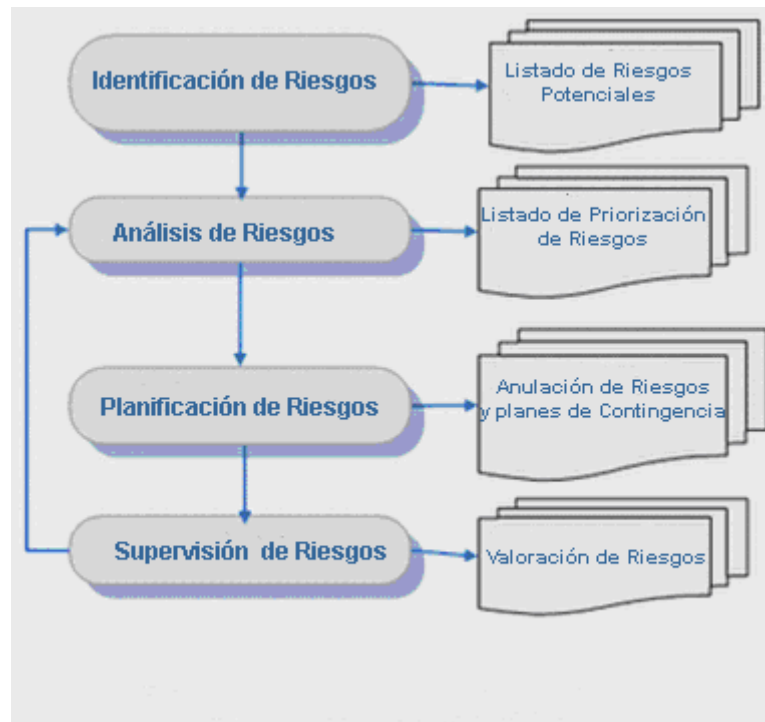 Identificación de Riesgos
Listado de Riesgos
Potenciales
Análisis de Riesgos
Listado de Priorización
de Riesgos
Planificación de Riesgos
Anulación de Riesgos
y planes de Contingencia
Supervisión de Riesgos
Valoración de Riesgos